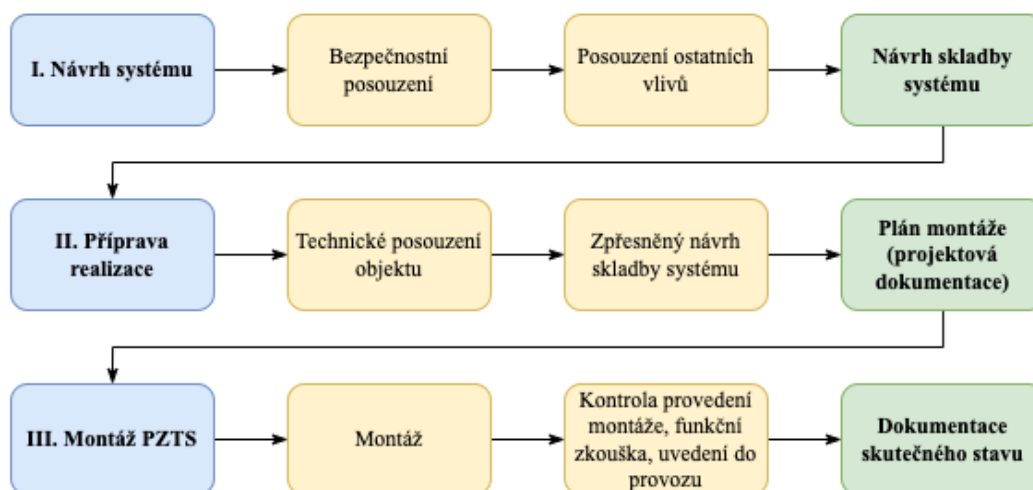 I. Návrh systému
Bezpečnostní
posouzení
Posouzení ostatních
vlivů
Návrh skladby
systému
II. Příprava
realizace
Technické posouzení
objektu
Zpřesněný návrh
skladby systému
Plán montáže
(projektová
dokumentace)
III. Montáž PZTS
Montáž
Kontrola provedení
montáže, funkční
zkouška, uvedení do
provozu
Dokumentace
skutečného stavu